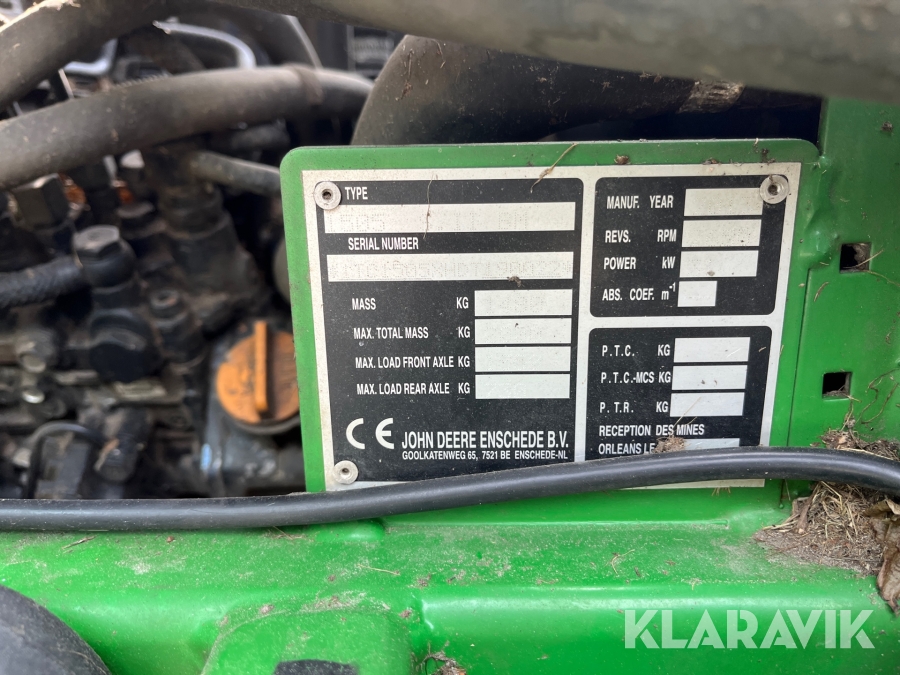 TYPE
SERIAL NUMBER
MASS KG
MAX. TOTAL MASS KG
MAX. LOAD FRONT AXLE KG
MAX. LOAD REAR AXLE KG
CE JOHN DEERE ENSCHEDE B.V.
GOOLKATENWEG 65, 7521 BE ENSCHEDE-NL
MANUF. YEAR
REVS. RPM
POWER kW
ABS. COEF. m⁻¹
P.T.C. KG
P.T.C.-MCS KG
P.T.R. KG
RECEPTION DES MINES
ORLEANS
KLARAVIK